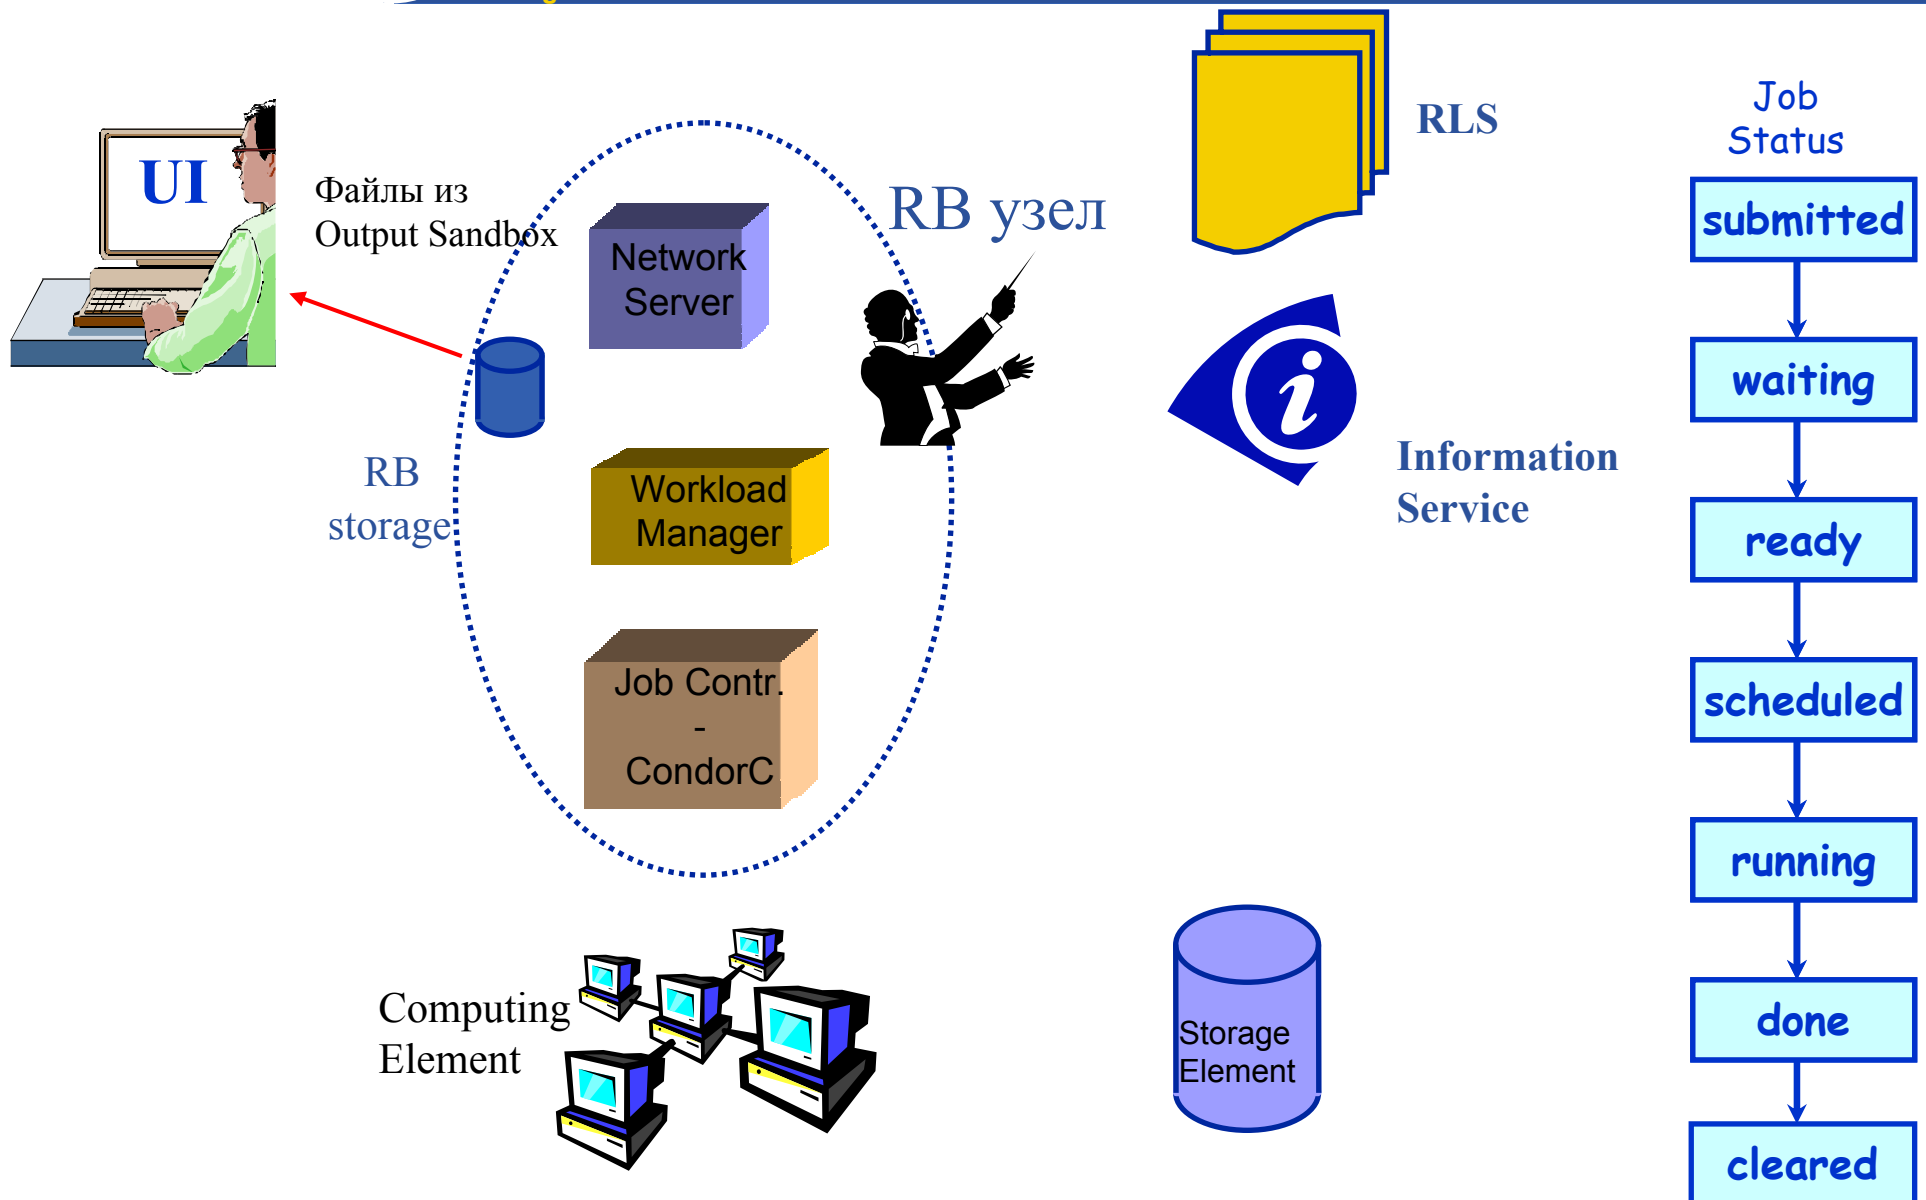 UI
Файлы из
Output Sandbox
Network
Server
RB узел
RLS
Job
Status
submitted
waiting
RB
storage
Workload
Manager
Information
Service
ready
Job Contr.
-
CondorC
scheduled
running
Computing
Element
Storage
Element
done
cleared